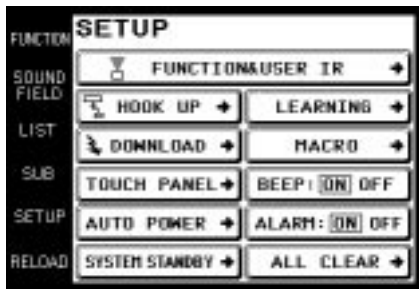 SETUP
FUNCTION
SOUND FIELD
LIST
SUB
SETUP
RELOAD
FUNCTION&USER IR
HOOK UP
LEARNING
DOWNLOAD
MACRO
TOUCH PANEL
BEEP: ON OFF
AUTO POWER
ALARM: ON OFF
SYSTEM STANDBY
ALL CLEAR